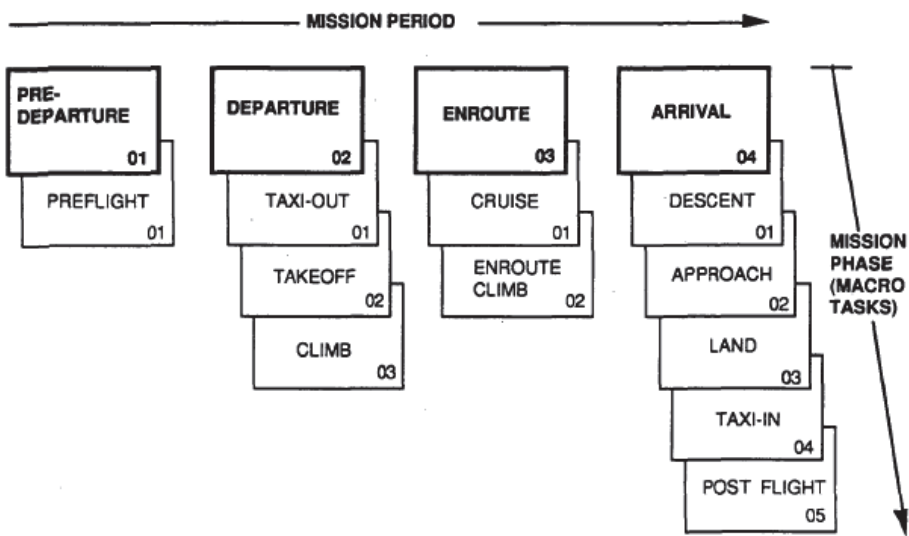 MISSION PERIOD
PRE-
DEPARTURE
01
PREFLIGHT
01
DEPARTURE
02
TAXI-OUT
01
TAKEOFF
02
CLIMB
03
ENROUTE
03
CRUISE
01
ENROUTE
CLIMB
02
ARRIVAL
04
DESCENT
01
APPROACH
02
LAND
03
TAXI-IN
04
POST FLIGHT
05
MISSION
PHASE
(MACRO
TASKS)